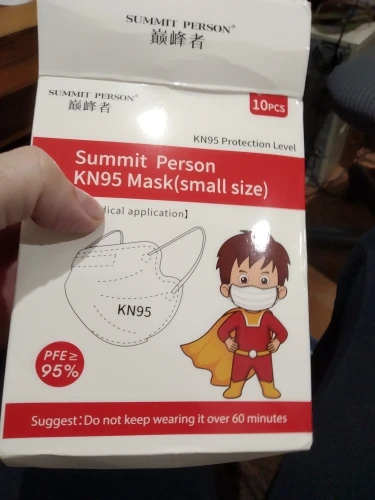 SUMMIT PERSON®
巅峰者
SUMMIT PERSON®
巅峰者
10PCS
KN95 Protection Level
Summit Person
KN95 Mask(small size)
dical application】
KN95
PFE≥
95%
Suggest:Do not keep wearing it over 60 minutes